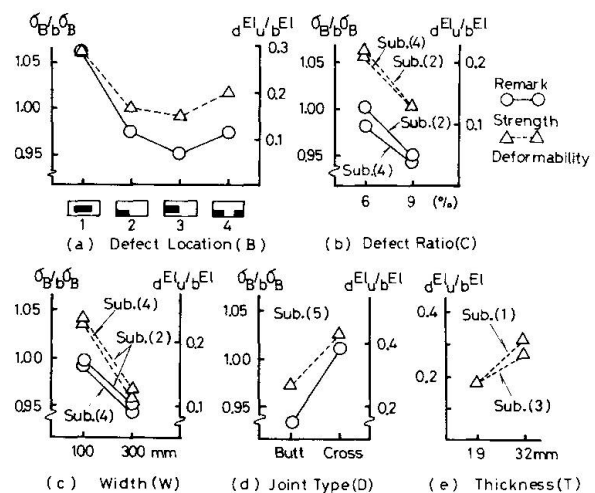 σB/bσB dElu/bEl σB/bσB dElu/bEl
1.05 0.3 1.05 Sub.(4) 0.2 Remark
Sub.(2)
1.00 0.2 1.00 Strength
0.1 Sub.(2) 0.1 Deformability
0.95 0.95 Sub.(4)
1 2 3 4 6 9 (%)
(a) Defect Location(B) (b) Defect Ratio(C)
σB/bσB dElu/bEl σB/bσB dElu/bEl dElu/bEl
1.05 Sub.(4) 1.05 Sub.(5) 0.4 Sub.(1)
Sub.(2) 0.2 0.4
1.00 1.00 0.2
0.95 Sub.(4) 0.1 0.95 0.2 Sub.(3)
100 300 mm Butt Cross 19 32mm
(c) Width(W) (d) Joint Type(D) (e) Thickness(T)